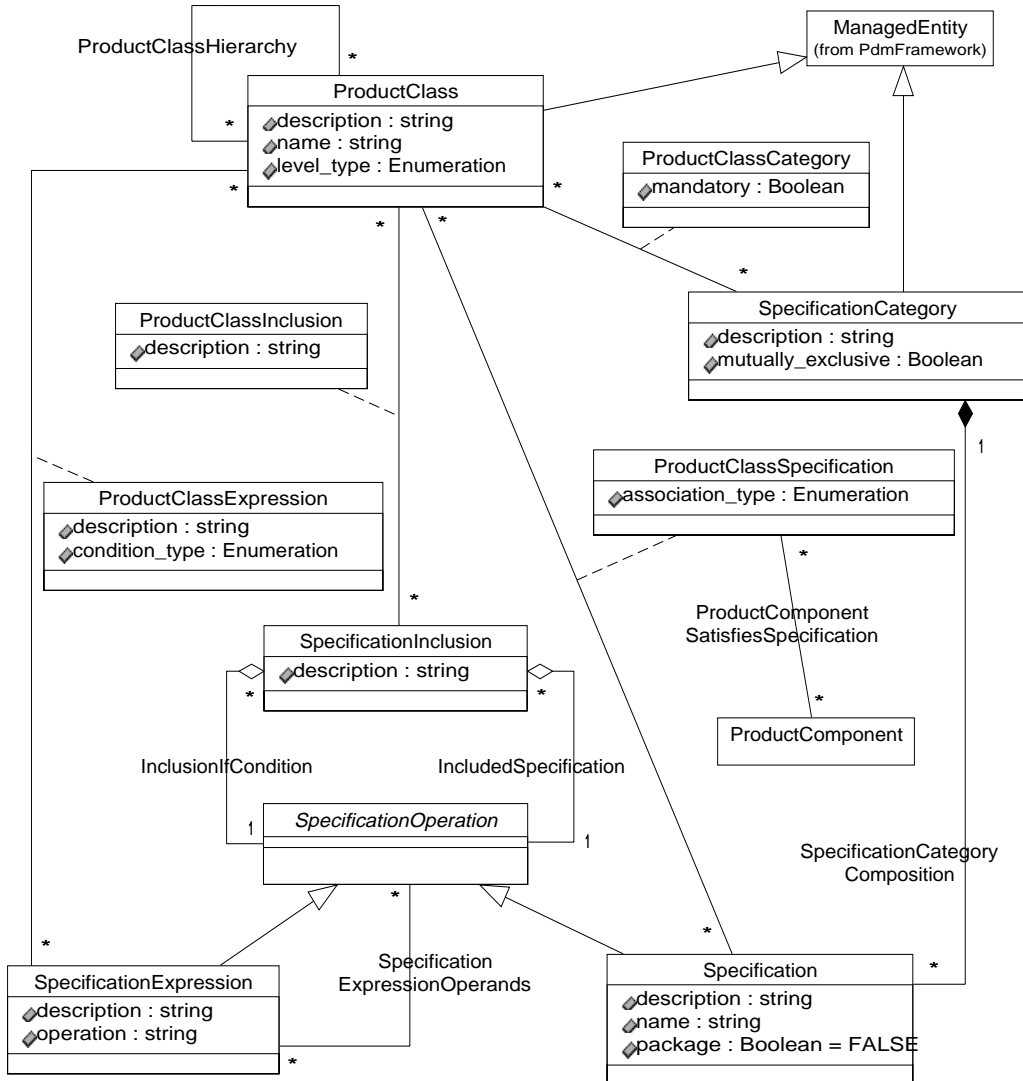 ManagedEntity
(from PdmFramework)
ProductClassHierarchy
*
*
ProductClass
description : string
name : string
level_type : Enumeration
*
*
*
*
ProductClassCategory
mandatory : Boolean
*
SpecificationCategory
description : string
mutually_exclusive : Boolean
1
ProductClassInclusion
description : string
ProductClassSpecification
association_type : Enumeration
*
ProductClassExpression
description : string
condition_type : Enumeration
*
ProductComponent
SatisfiesSpecification
*
ProductComponent
SpecificationInclusion
description : string
*
*
InclusionIfCondition
IncludedSpecification
SpecificationOperation
1
1
*
SpecificationCategory
Composition
Specification
ExpressionOperands
*
SpecificationExpression
description : string
operation : string
*
*
Specification
description : string
name : string
package : Boolean = FALSE
*